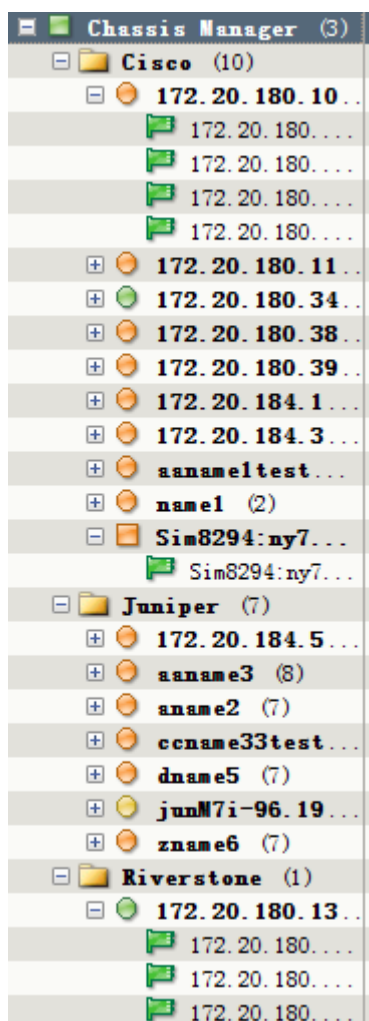 Chassis Manager (3)
Cisco (10)
172.20.180.10..
172.20.180....
172.20.180....
172.20.180....
172.20.180....
172.20.180.11..
172.20.180.34..
172.20.180.38..
172.20.180.39..
172.20.184.1...
172.20.184.3...
aaname1test...
name1 (2)
Sim8294:ny7...
Sim8294:ny7...
Juniper (7)
172.20.184.5...
aaname3 (8)
aname2 (7)
ccname33test...
dname5 (7)
junM7i-96.19...
zname6 (7)
Riverstone (1)
172.20.180.13..
172.20.180....
172.20.180....
172.20.180....